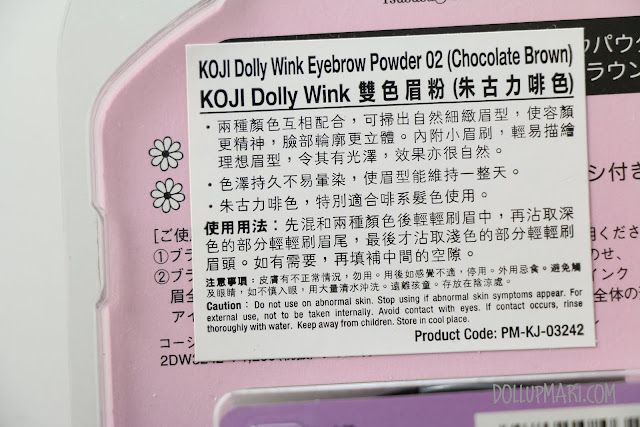 KOJI Dolly Wink Eyebrow Powder 02 (Chocolate Brown)
KOJI Dolly Wink 雙色眉粉 (朱古力啡色)
・兩種顏色互相配合，可掃出自然細緻眉型，使容顏
更精神，臉部輪廓更立體。內附小眉刷，輕易描繪
理想眉型，令其有光澤，效果亦很自然。
・色澤持久不易暈染，使眉型能維持一整天。
・朱古力啡色，特別適合啡系髮色使用。
使用用法：先混和兩種顏色後輕輕刷眉中，再沾取深
色的部分輕輕刷眉尾，最後才沾取淺色的部分輕輕刷
眉頭。如有需要，再填補中間的空隙。
注意事項：皮膚有不正常情況，勿用。用後如感覺不適，停用。外用忌食。避免觸
及眼睛，如不慎入眼，用大量清水沖洗。遠離孩童。存放在陰涼處。
Caution : Do not use on abnormal skin. Stop using if abnormal skin symptoms appear. For
external use, not to be taken internally. Avoid contact with eyes. If contact occurs, rinse
thoroughly with water. Keep away from children. Store in cool place.
Product Code: PM-KJ-03242
ウパウ
ラウン
シ付き
[ご使
①ブラ
②ブラ
眉全
アイ
コー
のせ、
インク
全体の
DOLLUPMARI.COM